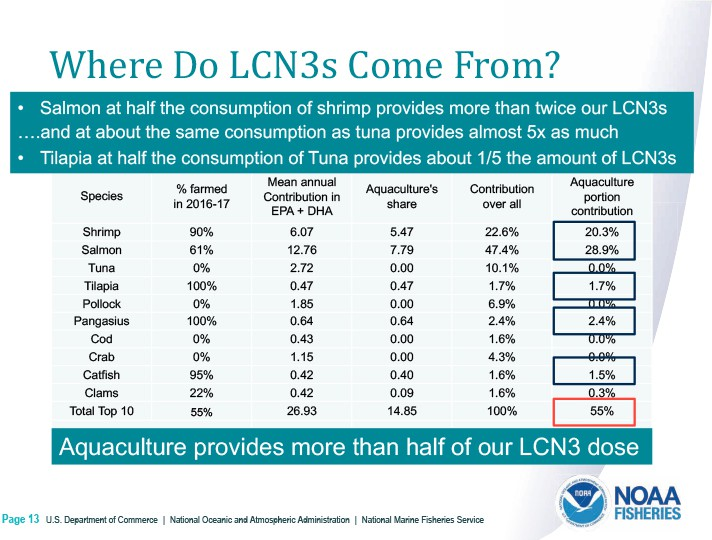 Where Do LCN3s Come From?
• Salmon at half the consumption of shrimp provides more than twice our LCN3s
….and at about the same consumption as tuna provides almost 5x as much
• Tilapia at half the consumption of Tuna provides about 1/5 the amount of LCN3s
Species % farmed in 2016-17 Mean annual Contribution in EPA + DHA Aquaculture's share Contribution over all Aquaculture portion contribution
Shrimp 90% 6.07 5.47 22.6% 20.3%
Salmon 61% 12.76 7.79 47.4% 28.9%
Tuna 0% 2.72 0.00 10.1% 0.0%
Tilapia 100% 0.47 0.47 1.7% 1.7%
Pollock 0% 1.85 0.00 6.9% 0.0%
Pangasius 100% 0.64 0.64 2.4% 2.4%
Cod 0% 0.43 0.00 1.6% 0.0%
Crab 0% 1.15 0.00 4.3% 0.0%
Catfish 95% 0.42 0.40 1.6% 1.5%
Clams 22% 0.42 0.09 1.6% 0.3%
Total Top 10 55% 26.93 14.85 100% 55%
Aquaculture provides more than half of our LCN3 dose
NOAA
NOAA
FISHERIES
Page 13 U.S. Department of Commerce | National Oceanic and Atmospheric Administration | National Marine Fisheries Service